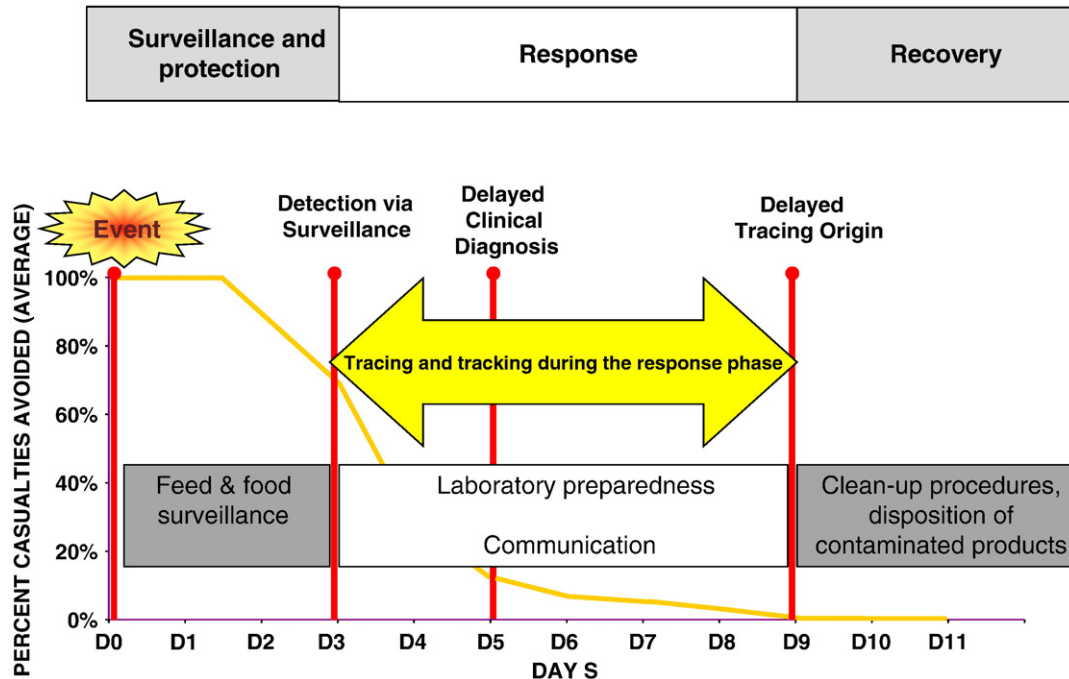 Surveillance and
protection
Response
Recovery
Event
Detection via
Surveillance
Delayed
Clinical
Diagnosis
Delayed
Tracing Origin
PERCENT CASUALTIES AVOIDED (AVERAGE)
100%
80%
60%
40%
20%
0%
Tracing and tracking during the response phase
Feed & food
surveillance
Laboratory preparedness
Communication
Clean-up procedures,
disposition of
contaminated products
D0 D1 D2 D3 D4 D5 D6 D7 D8 D9 D10 D11
DAY S